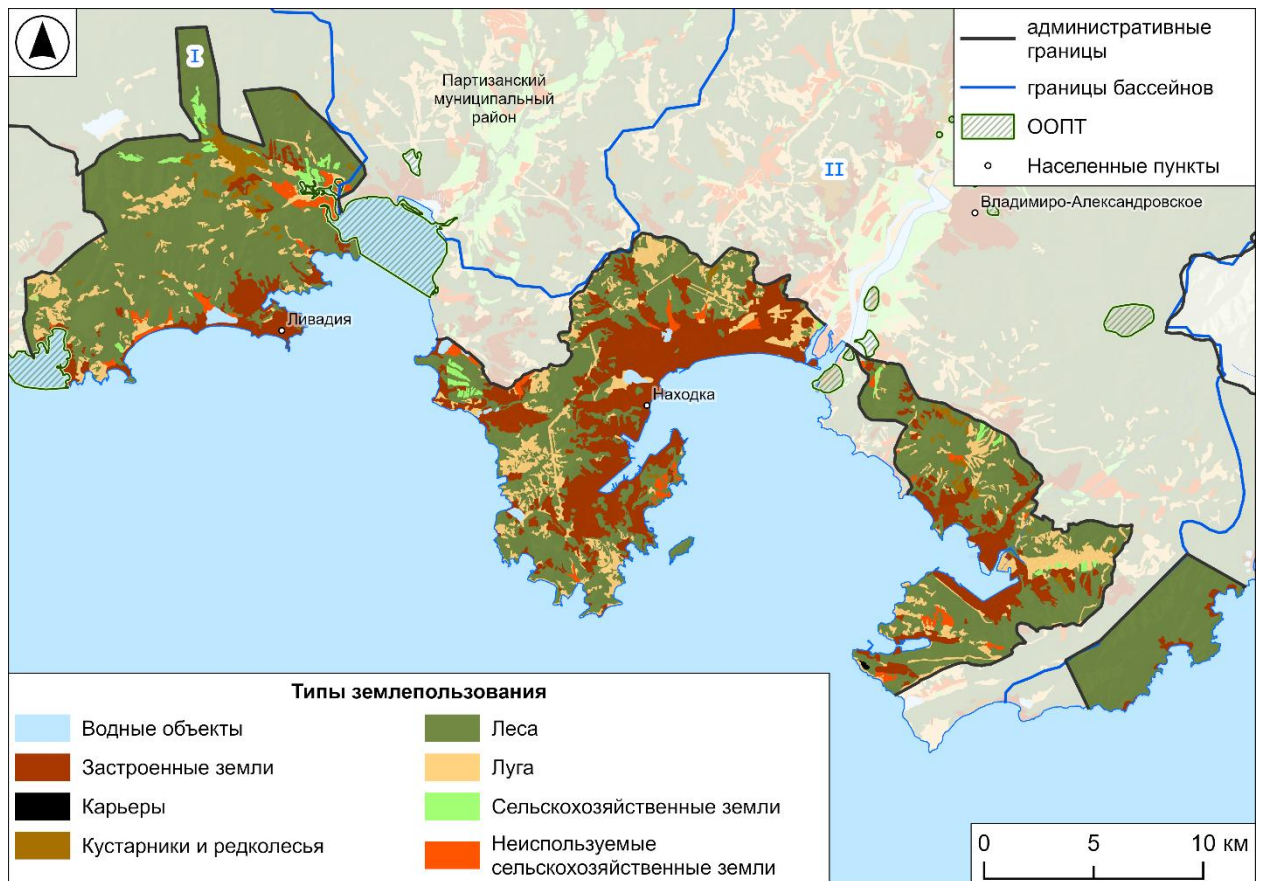 I
Партизанский
муниципальный
район
II
административные
границы
границы бассейнов
ООПТ
Населенные пункты
Владимиро-Александровское
Ливадия
Находка
Типы землепользования
Водные объекты
Застроенные земли
Карьеры
Кустарники и редколесья
Леса
Луга
Сельскохозяйственные земли
Неиспользуемые
сельскохозяйственные земли
0 5 10 км